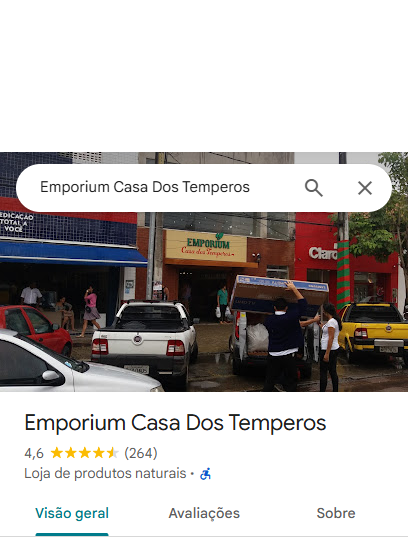 Emporium Casa Dos Temperos
DEDICAÇÃO
TOTAL A
VOCÊ
EMPORIUM
Casa dos Temperos
Claro
Emporium Casa Dos Temperos
4,6 (264)
Loja de produtos naturais ·
Visão geral Avaliações Sobre